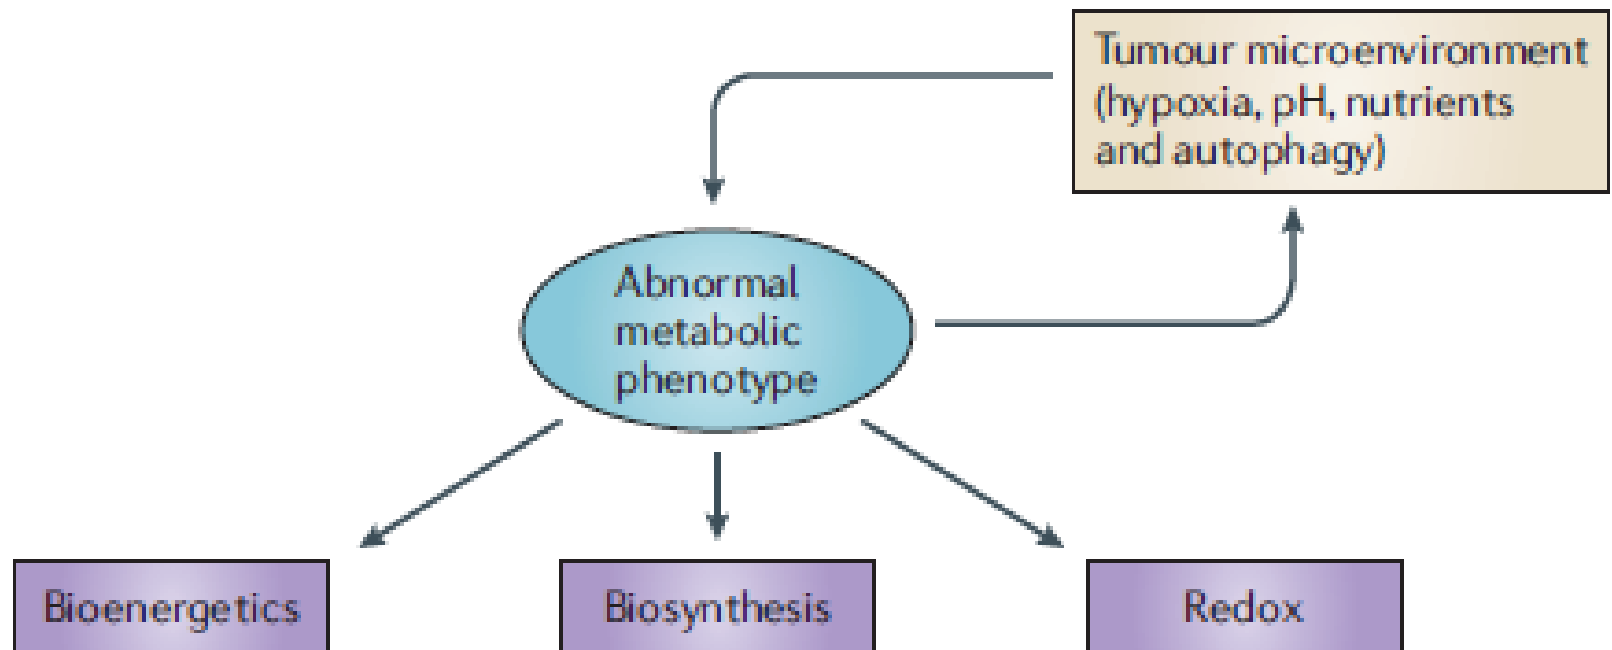 Tumour microenvironment
(hypoxia, pH, nutrients
and autophagy)
Abnormal
metabolic
phenotype
Bioenergetics
Biosynthesis
Redox